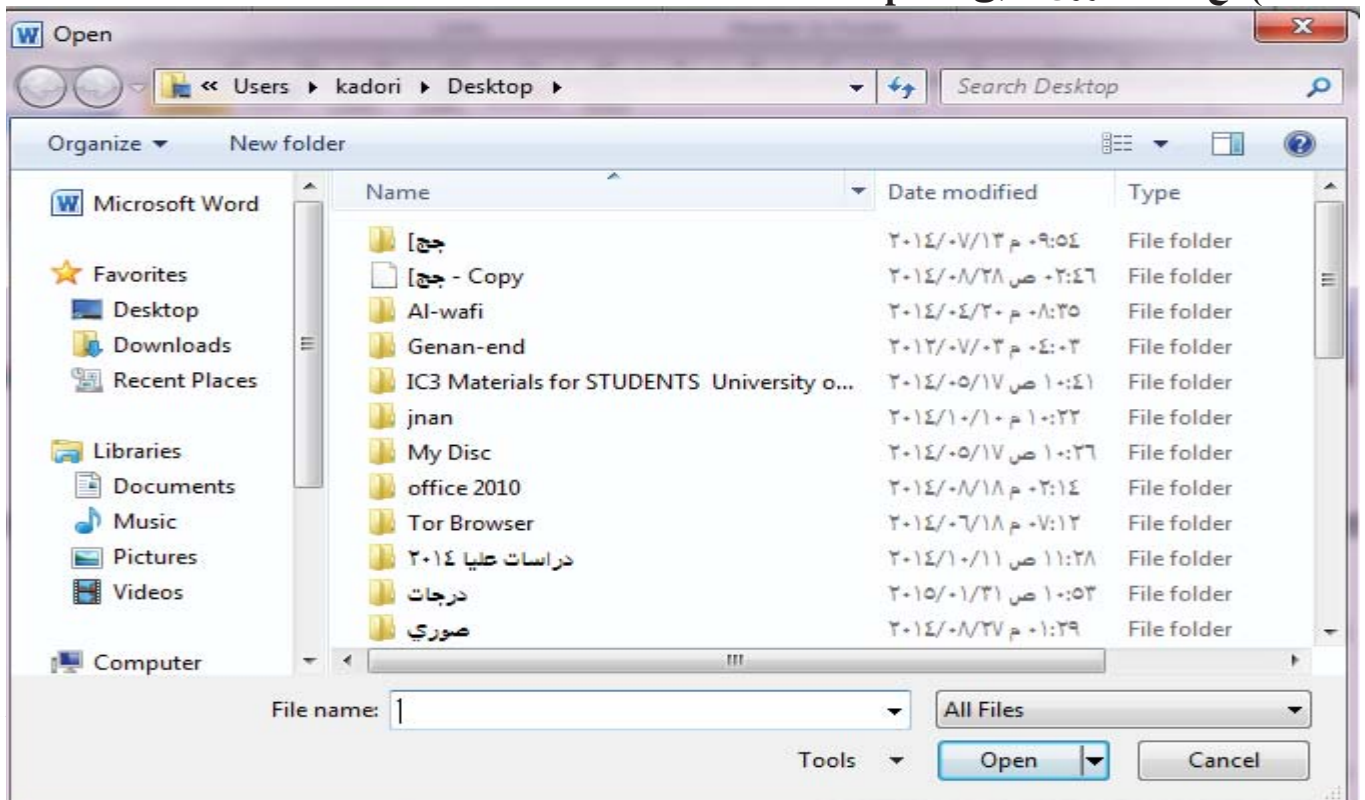 Open
« Users ▸ kadori ▸ Desktop ▸ Search Desktop
Organize New folder
Microsoft Word
Favorites
Desktop
Downloads
Recent Places
Libraries
Documents
Music
Pictures
Videos
Computer
Name Date modified Type
جج] ٢٠١٤/٠٧/١٣ م ٠٩:٥٤ File folder
جج] - Copy ٢٠١٤/٠٨/٢٨ ص ٠٢:٤٦ File folder
Al-wafi ٢٠١٤/٠٤/٢٠ م ٠٨:٣٥ File folder
Genan-end ٢٠١٢/٠٧/٠٣ م ٠٤:٠٣ File folder
IC3 Materials for STUDENTS University o... ٢٠١٤/٠٥/١٧ ص ١٠:٤١ File folder
jnan ٢٠١٤/١٠/١٠ م ١٠:٢٢ File folder
My Disc ٢٠١٤/٠٥/١٧ ص ١٠:٢٦ File folder
office 2010 ٢٠١٤/٠٨/١٨ م ٠٢:١٤ File folder
Tor Browser ٢٠١٤/٠٦/١٨ م ٠٧:١٢ File folder
دراسات عليا ٢٠١٤ ٢٠١٤/١٠/١١ ص ١١:٢٨ File folder
درجات ٢٠١٥/٠١/٣١ ص ١٠:٥٣ File folder
صوري ٢٠١٤/٠٨/٢٧ م ٠١:٢٩ File folder
File name: All Files
Tools Open Cancel